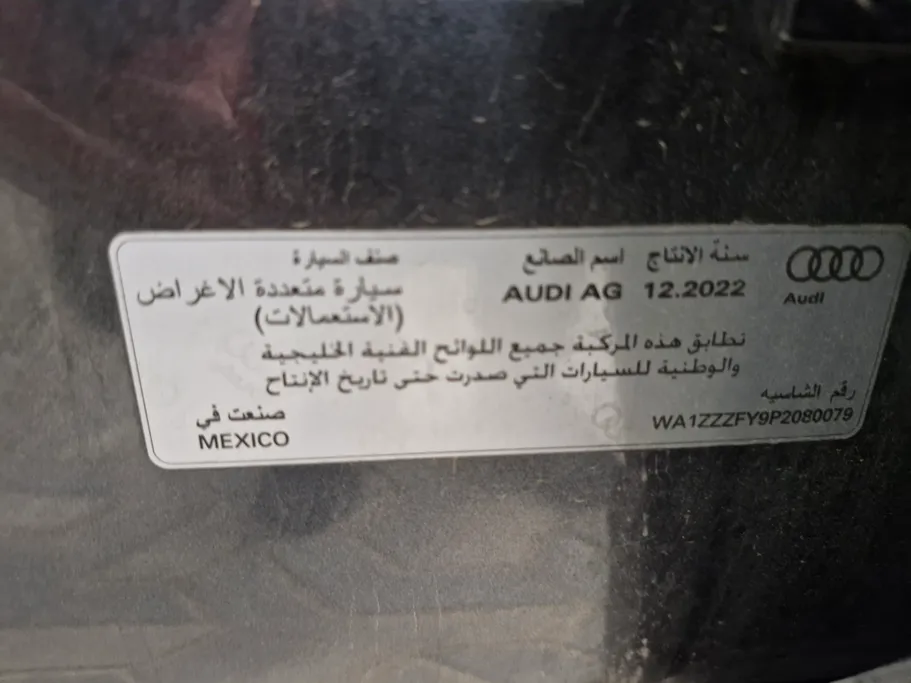 سنة الانتاج
12.2022
اسم الصانع
AUDI AG
صنف السيارة
سيارة متعددة الاغراض
(الاستعمالات)
Audi
تطابق هذه المركبة جميع اللوائح الفنية الخليجية
والوطنية للسيارات التي صدرت حتى تاريخ الإنتاج
رقم الشاسيه
WA1ZZZFY9P2080079
صنعت في
MEXICO